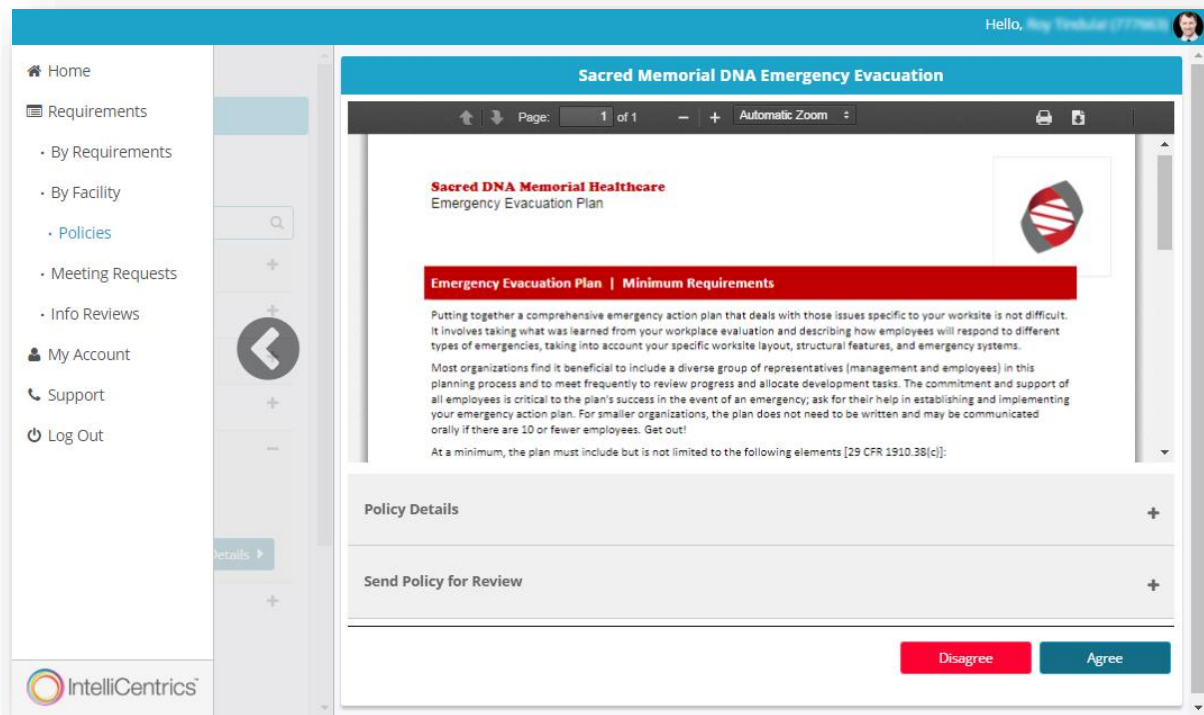 Hello,
Home
Requirements
By Requirements
By Facility
Policies
Meeting Requests
Info Reviews
My Account
Support
Log Out
IntelliCentrics
Details
Sacred Memorial DNA Emergency Evacuation
Page: 1 of 1 Automatic Zoom
Sacred DNA Memorial Healthcare
Emergency Evacuation Plan
Emergency Evacuation Plan | Minimum Requirements
Putting together a comprehensive emergency action plan that deals with those issues specific to your worksite is not difficult.
It involves taking what was learned from your workplace evaluation and describing how employees will respond to different
types of emergencies, taking into account your specific worksite layout, structural features, and emergency systems.
Most organizations find it beneficial to include a diverse group of representatives (management and employees) in this
planning process and to meet frequently to review progress and allocate development tasks. The commitment and support of
all employees is critical to the plan's success in the event of an emergency; ask for their help in establishing and implementing
your emergency action plan. For smaller organizations, the plan does not need to be written and may be communicated
orally if there are 10 or fewer employees. Get out!
At a minimum, the plan must include but is not limited to the following elements [29 CFR 1910.38(c)]:
Policy Details
Send Policy for Review
Disagree
Agree